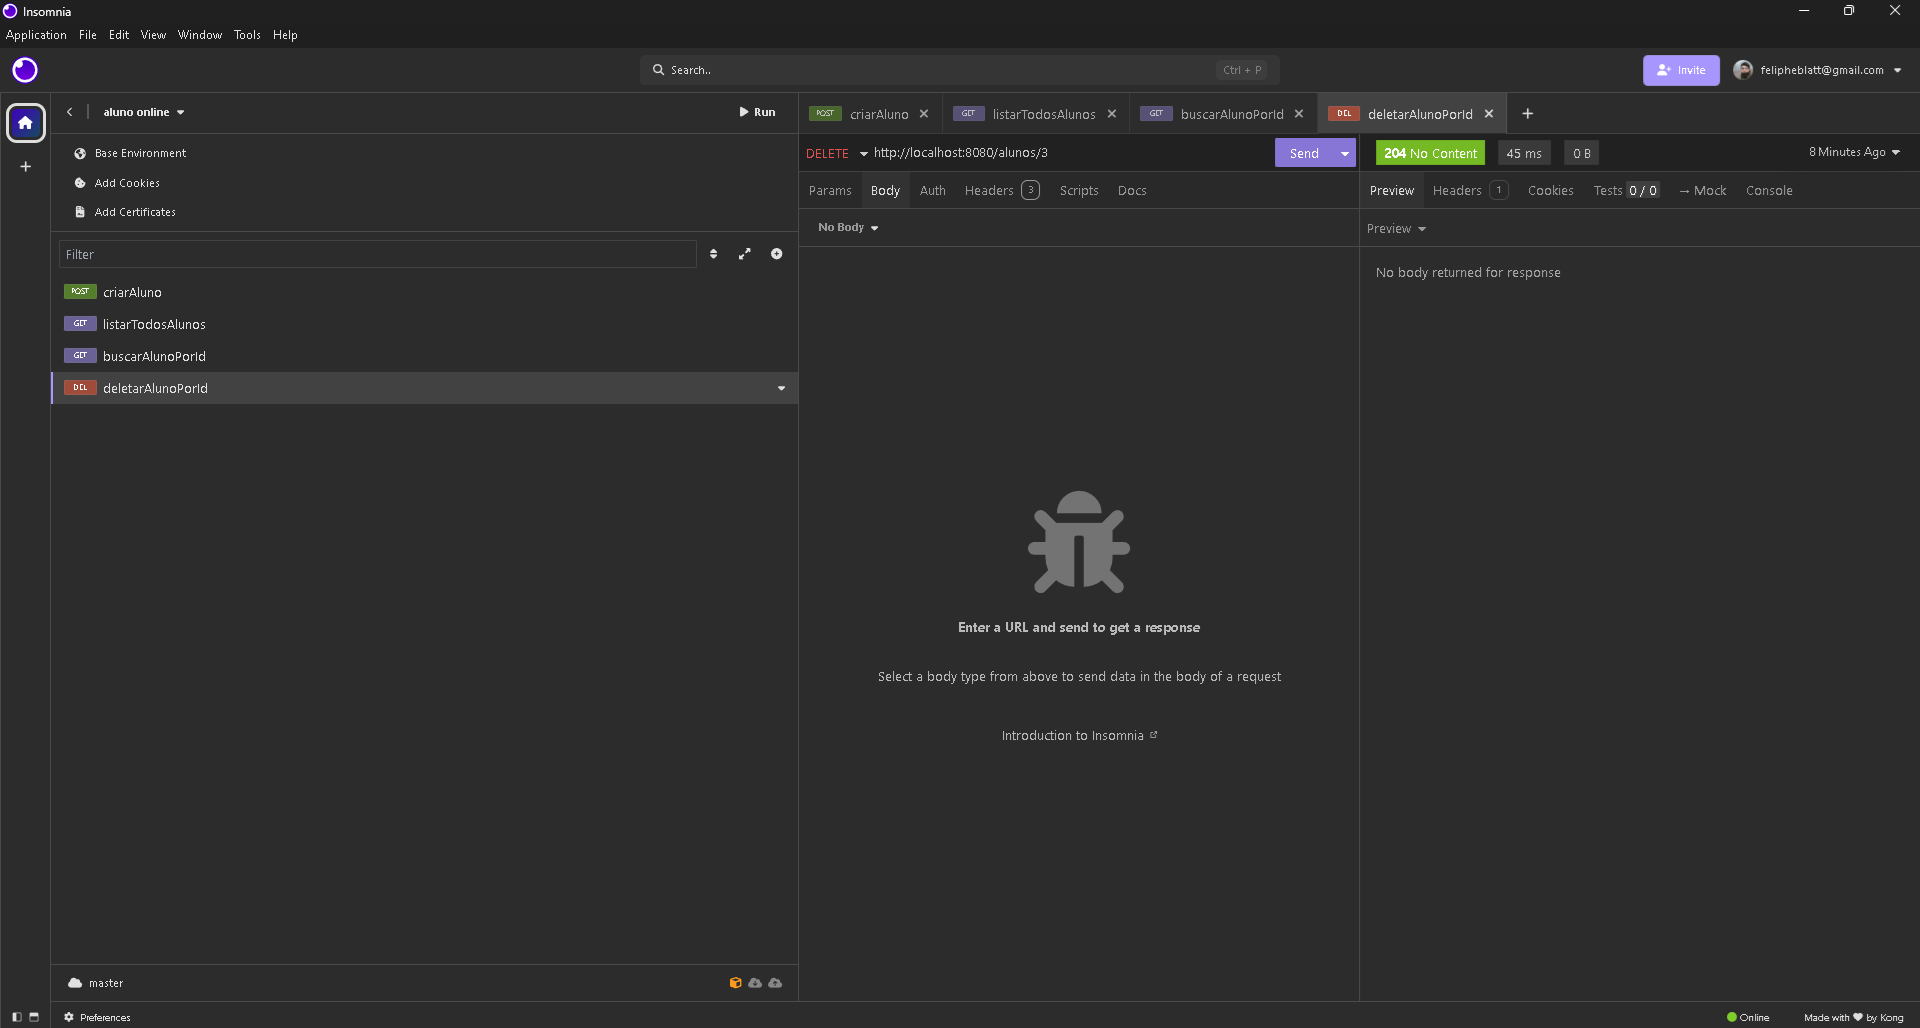 Insomnia
Application File Edit View Window Tools Help
Search.. Ctrl + P
Invite felipheblatt@gmail.com
aluno online Run
POST criarAluno
GET listarTodosAlunos
GET buscarAlunoPorId
DEL deletarAlunoPorId
Base Environment
Add Cookies
Add Certificates
Filter
POST criarAluno
GET listarTodosAlunos
GET buscarAlunoPorId
DEL deletarAlunoPorId
DELETE http://localhost:8080/alunos/3 Send
204 No Content 45 ms 0 B 8 Minutes Ago
Params Body Auth Headers 3 Scripts Docs
Preview Headers 1 Cookies Tests 0 / 0 → Mock Console
No Body
Preview
No body returned for response
Enter a URL and send to get a response
Select a body type from above to send data in the body of a request
Introduction to Insomnia
master
Preferences
Online Made with ❤ by Kong